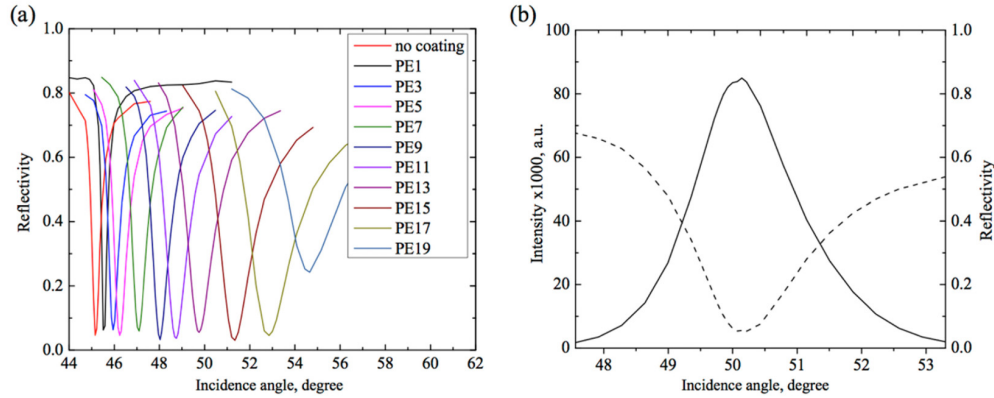 (a)
1.0
0.8
0.6
0.4
0.2
0.0
Reflectivity
44 46 48 50 52 54 56 58 60 62
Incidence angle, degree
no coating
PE1
PE3
PE5
PE7
PE9
PE11
PE13
PE15
PE17
PE19
(b)
100
80
60
40
20
0
Intensity x1000, a.u.
48 49 50 51 52 53
Incidence angle, degree
1.0
0.8
0.6
0.4
0.2
0.0
Reflectivity